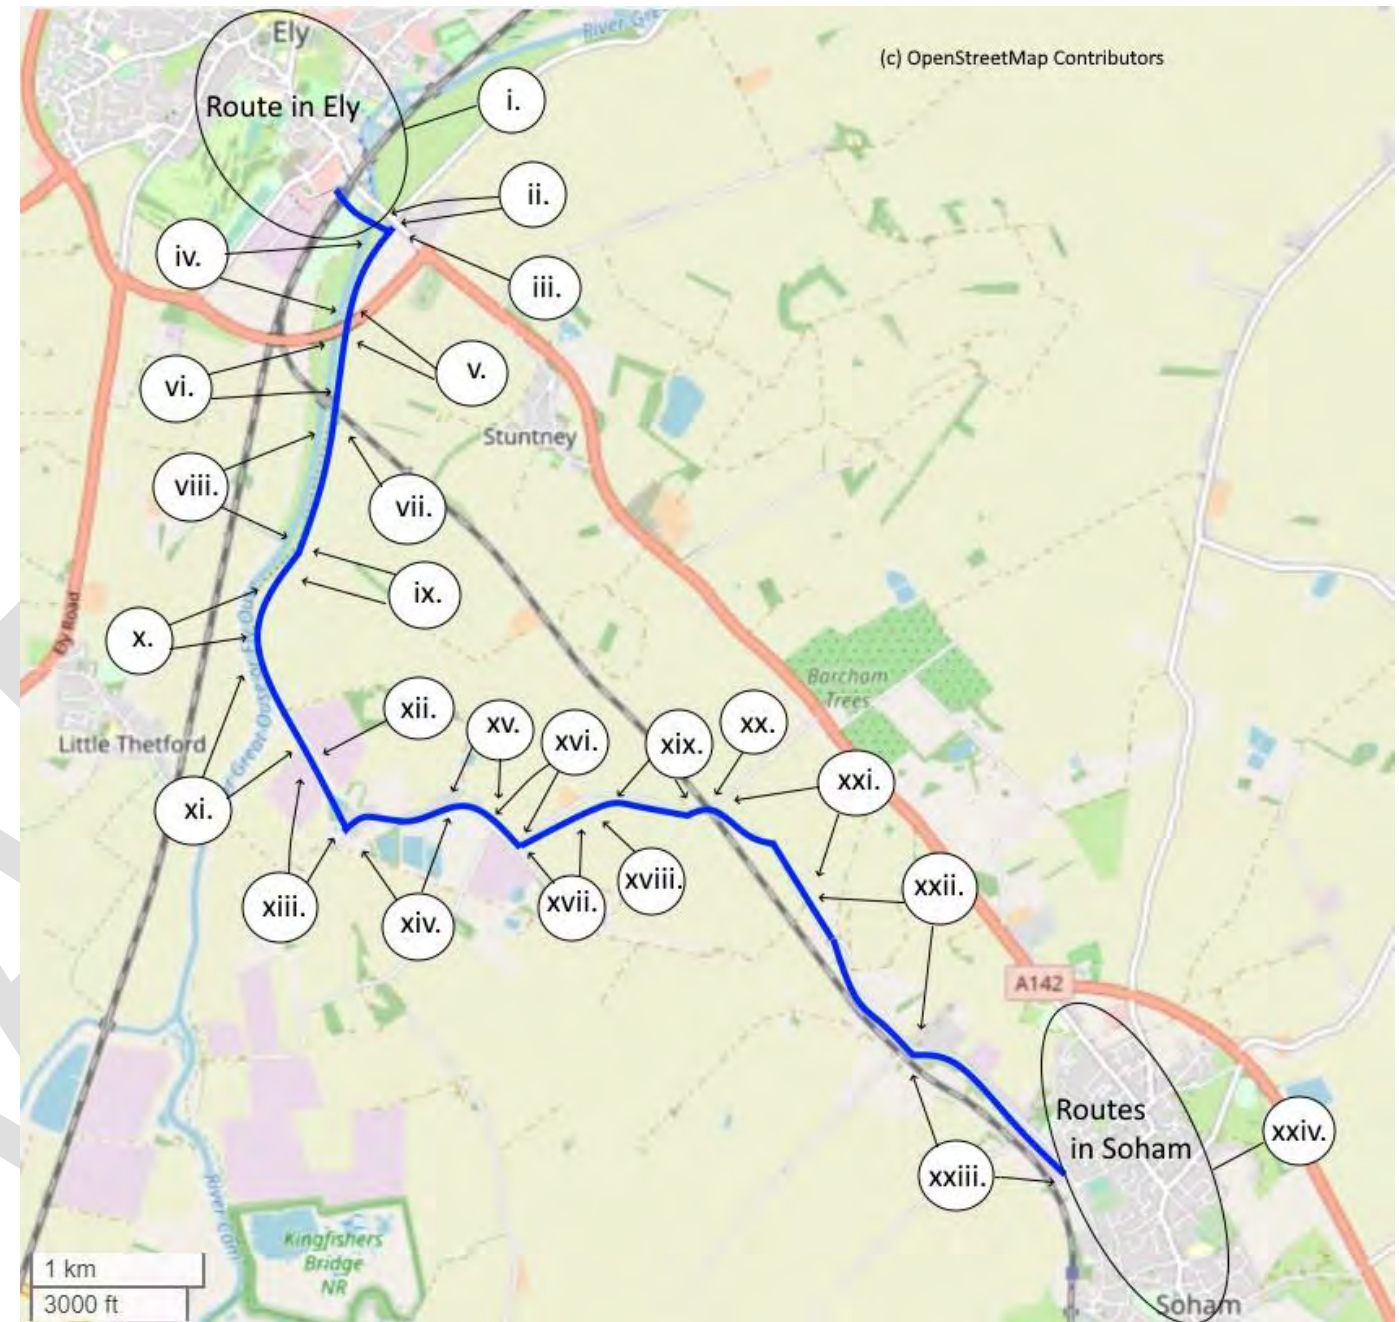 Ely
River Gre
(c) OpenStreetMap Contributors
Route in Ely
i.
ii.
iv.
iii.
vi.
v.
Stuntney
viii.
vii.
ix.
Ely Road
x.
Barcham
Trees
xii.
xv.
xvi.
xix.
xx.
Little Thetford
xi.
xxi.
xiii.
xiv.
xvii.
xviii.
xxii.
A142
Routes
in Soham
xxiv.
xxiii.
River Cam
Kingfishers
Bridge
NR
1 km
3000 ft
Soham